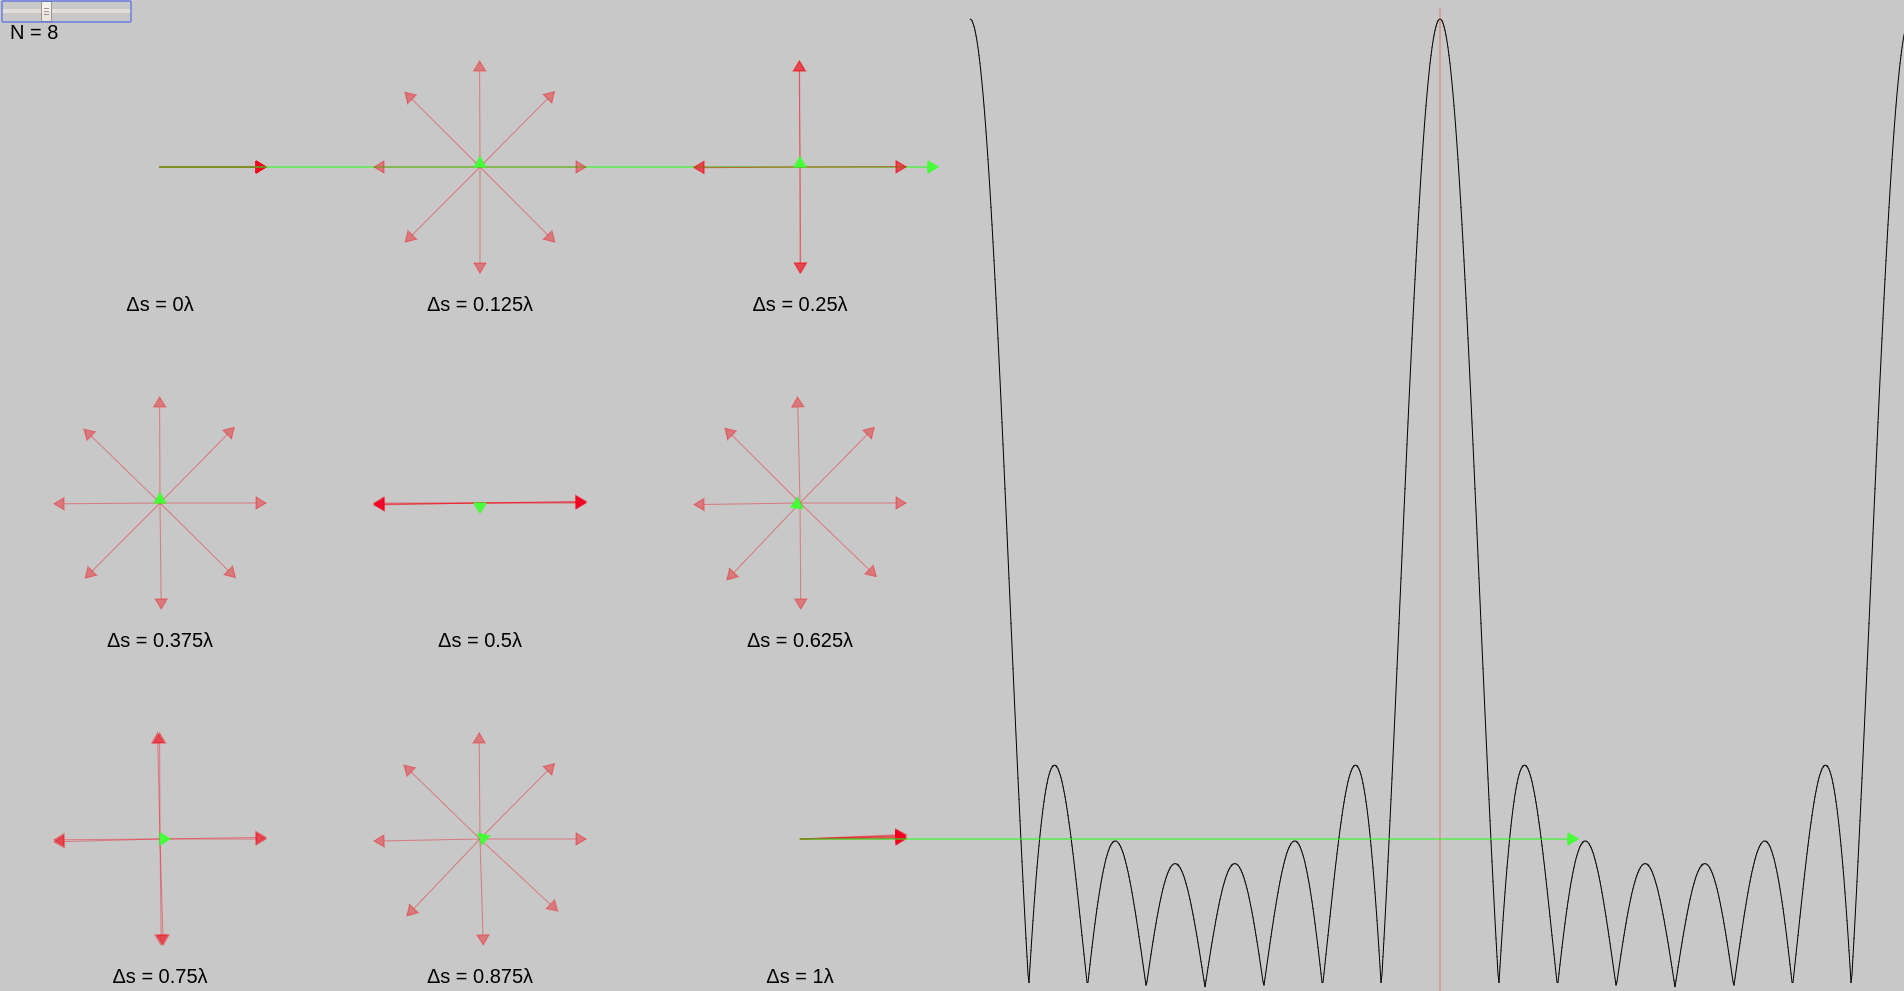 N = 8
Δs = 0λ
Δs = 0.125λ
Δs = 0.25λ
Δs = 0.375λ
Δs = 0.5λ
Δs = 0.625λ
Δs = 0.75λ
Δs = 0.875λ
Δs = 1λ